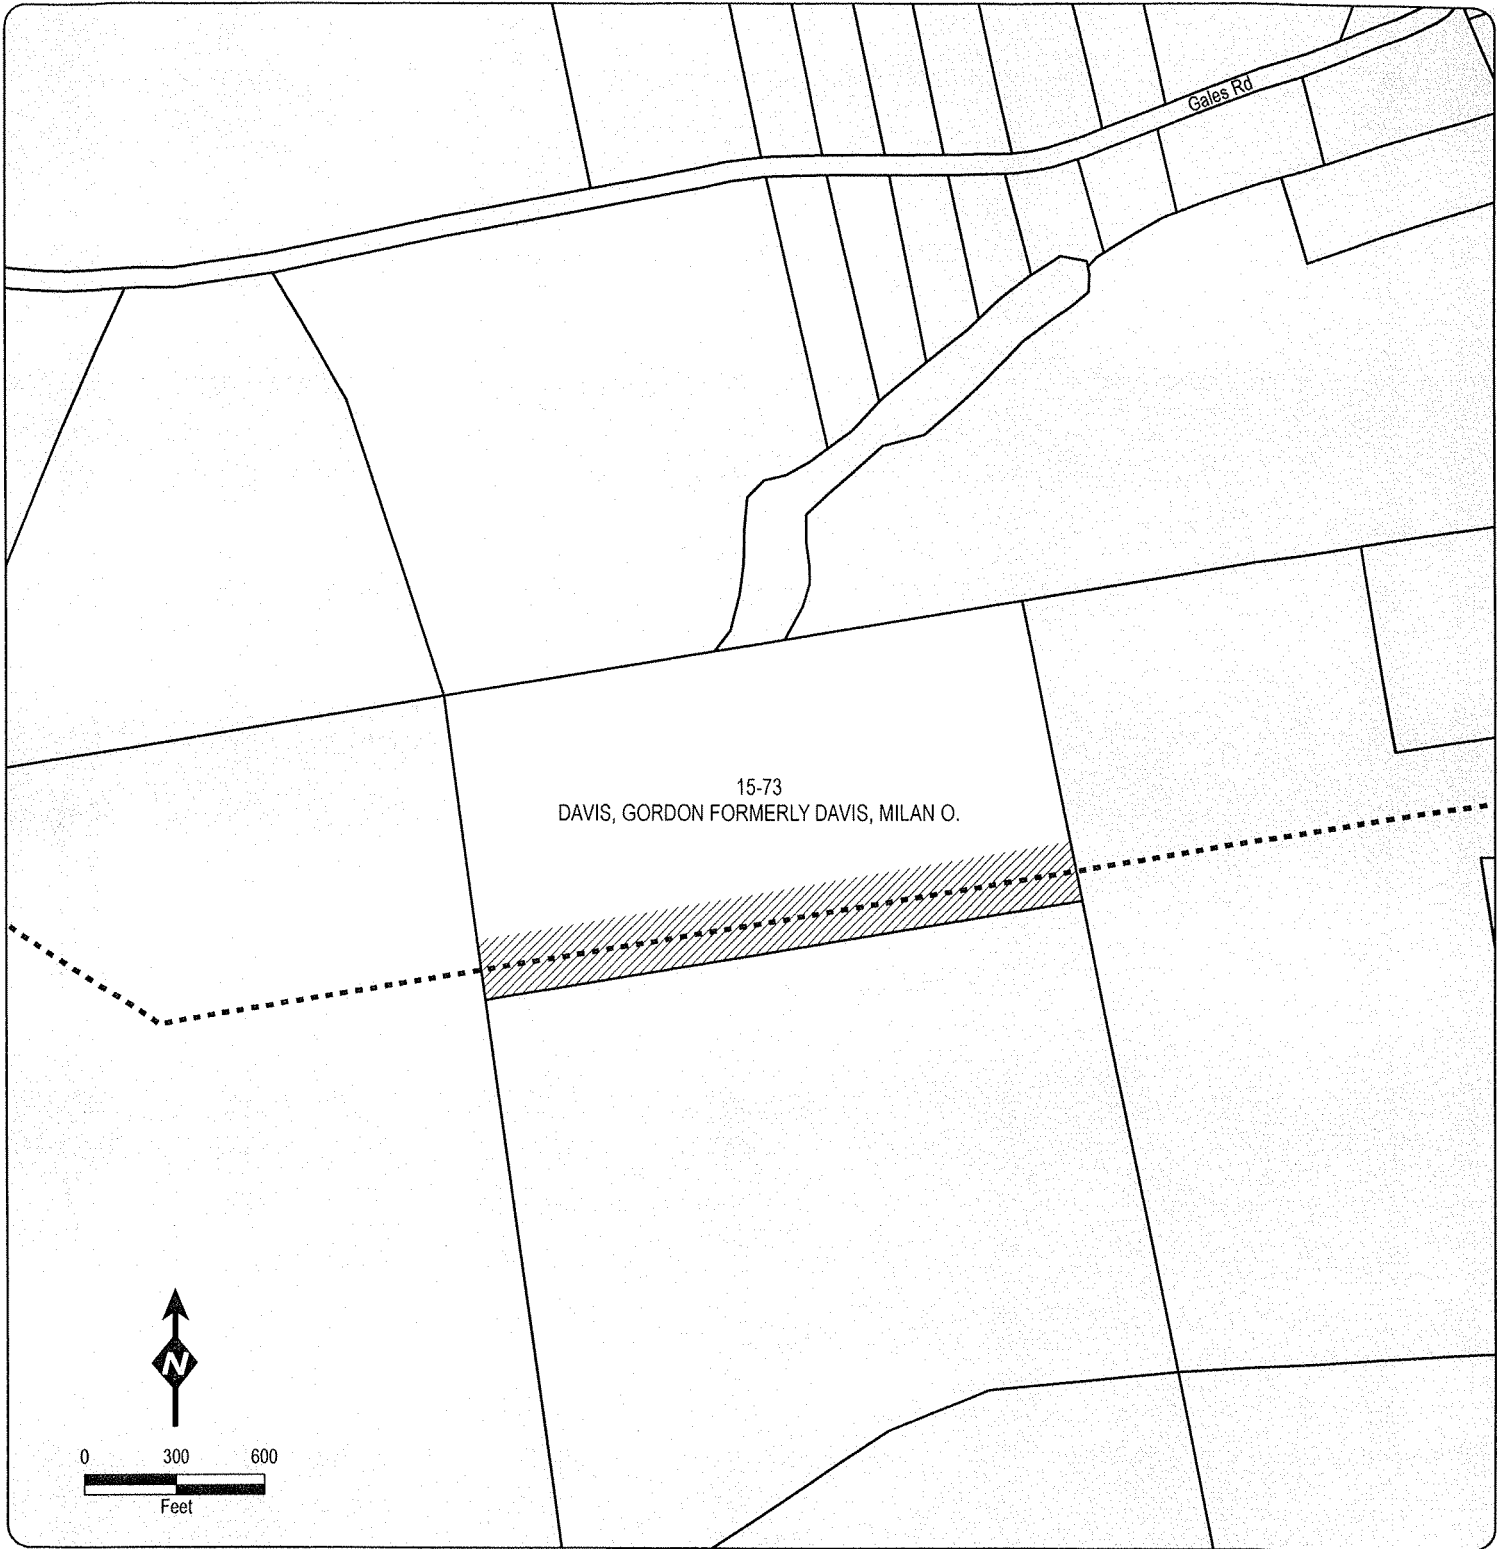 Gales Rd
15-73
DAVIS, GORDON FORMERLY DAVIS, MILAN O.
N
0 300 600
Feet